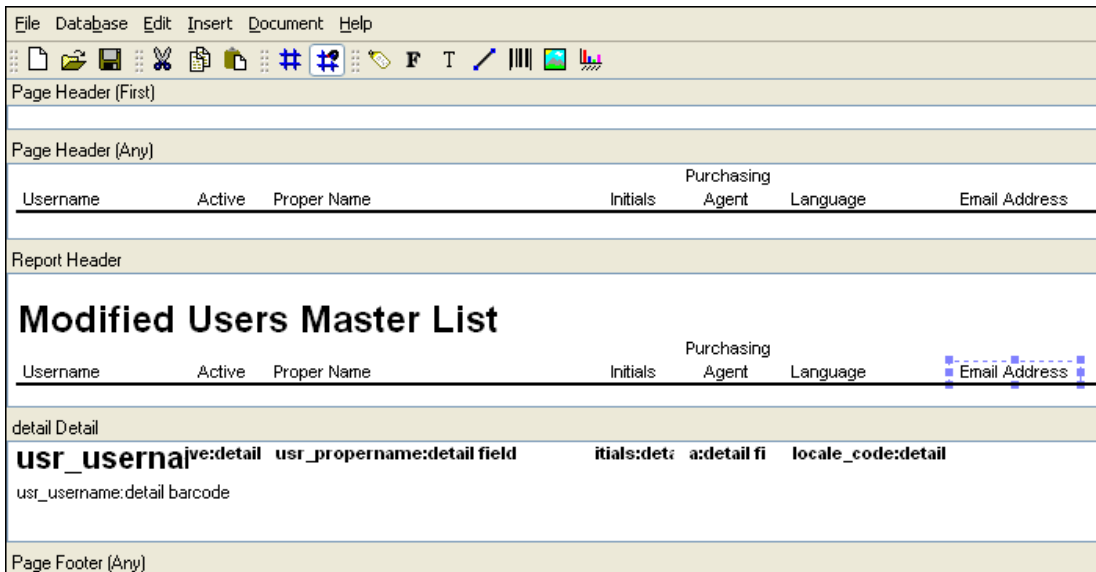 File Database Edit Insert Document Help
F T
Page Header (First)
Page Header (Any)
Purchasing
Username Active Proper Name Initials Agent Language Email Address
Report Header
Modified Users Master List
Purchasing
Username Active Proper Name Initials Agent Language Email Address
detail Detail
usr_usernai ve:detail usr_propername:detail field itials:deta a:detail fi locale_code:detail
usr_username:detail barcode
Page Footer (Any)